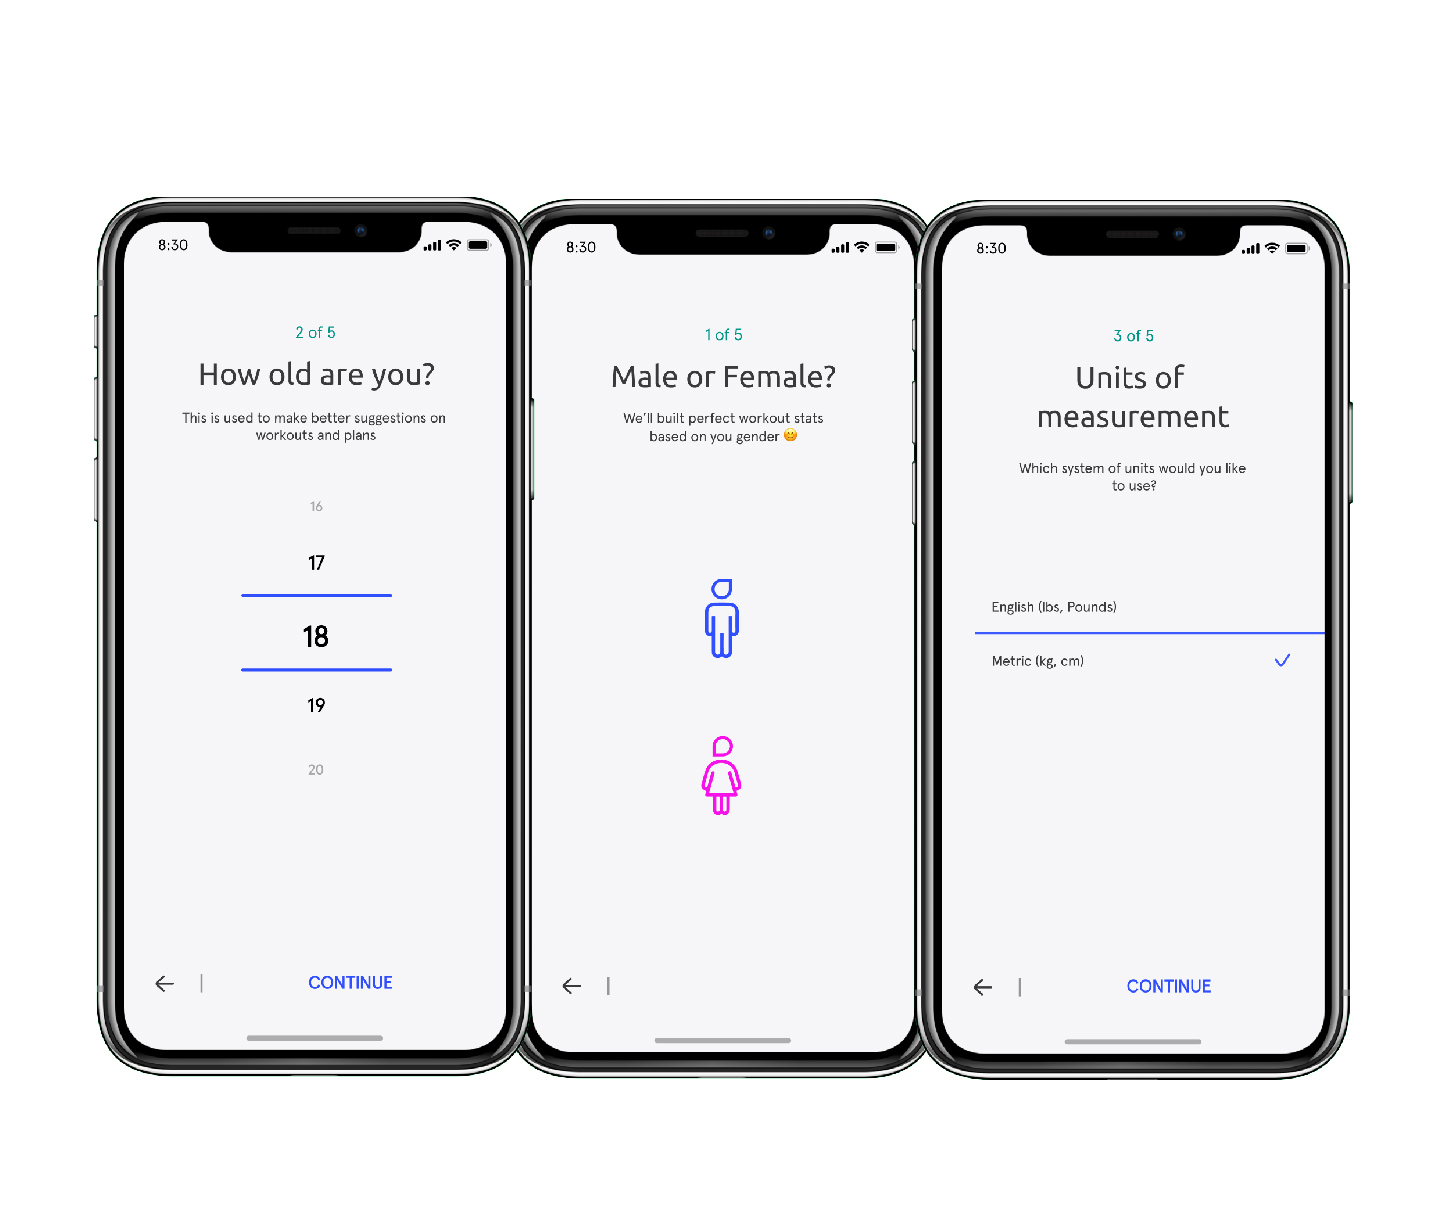 8:30
2 of 5
How old are you?
This is used to make better suggestions on
workouts and plans
16
17
18
19
20
CONTINUE
8:30
1 of 5
Male or Female?
We'll built perfect workout stats
based on you gender 😀
8:30
3 of 5
Units of
measurement
Which system of units would you like
to use?
English (lbs, Pounds)
Metric (kg, cm)
CONTINUE